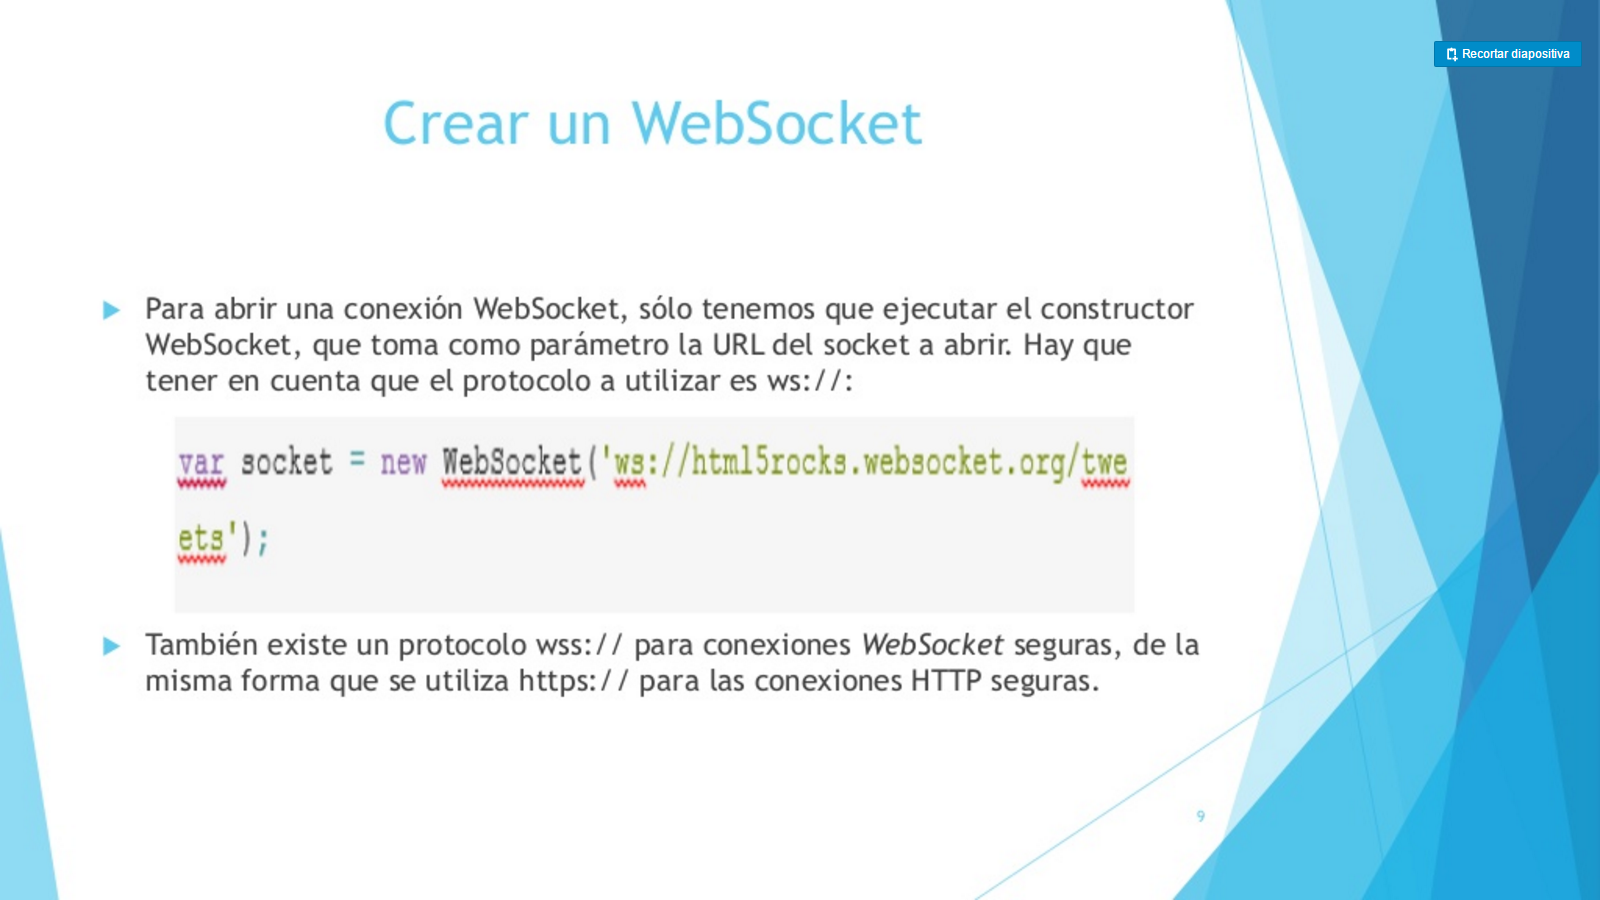 Recortar diapositiva
Crear un WebSocket
Para abrir una conexión WebSocket, sólo tenemos que ejecutar el constructor
WebSocket, que toma como parámetro la URL del socket a abrir. Hay que
tener en cuenta que el protocolo a utilizar es ws://:
var socket = new WebSocket('ws://html5rocks.websocket.org/twe
ets');
También existe un protocolo wss:// para conexiones WebSocket seguras, de la
misma forma que se utiliza https:// para las conexiones HTTP seguras.
9